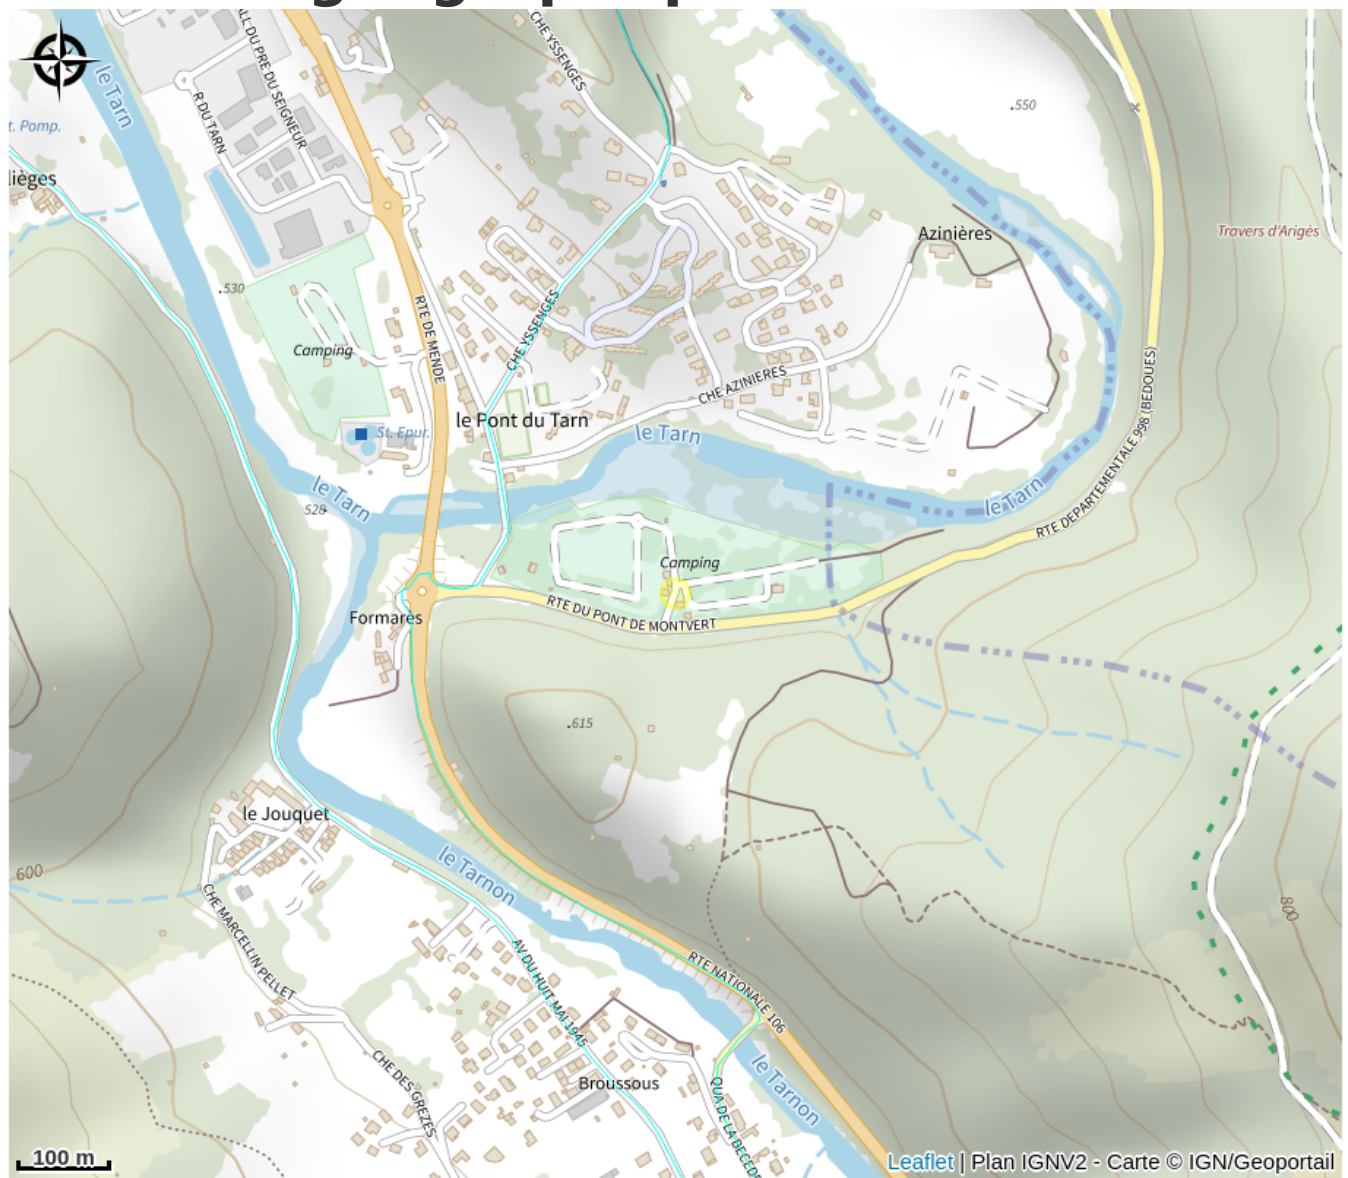 CHE YSSENGES
ALL DU PRE DU SEIGNEUR
le Tarn
R DU TARN
.550
t. Pomp.
lièges
Travers d'Arigès
Azinières
.530
RTE DE MENDE
CHE YSSENGES
Camping
RTE DEPARTEMENTALE 998 (BEDOUES)
CHE AZINIERES
le Pont du Tarn
St. Epur.
le Tarn
le Tarn
le Tarn
528
Camping
RTE DU PONT DE MONTVERT
Formarès
.615
le Jouquet
600
le Tarnon
800
CHE MARCELLIN PELLET
AV DU HUIT MAI 1945
RTE NATIONALE 106
CHE DES GREZES
Broussous
le Tarnon
QUA DE LA BECEDE
100 m
Leaflet | Plan IGNV2 - Carte © IGN/Geoportail